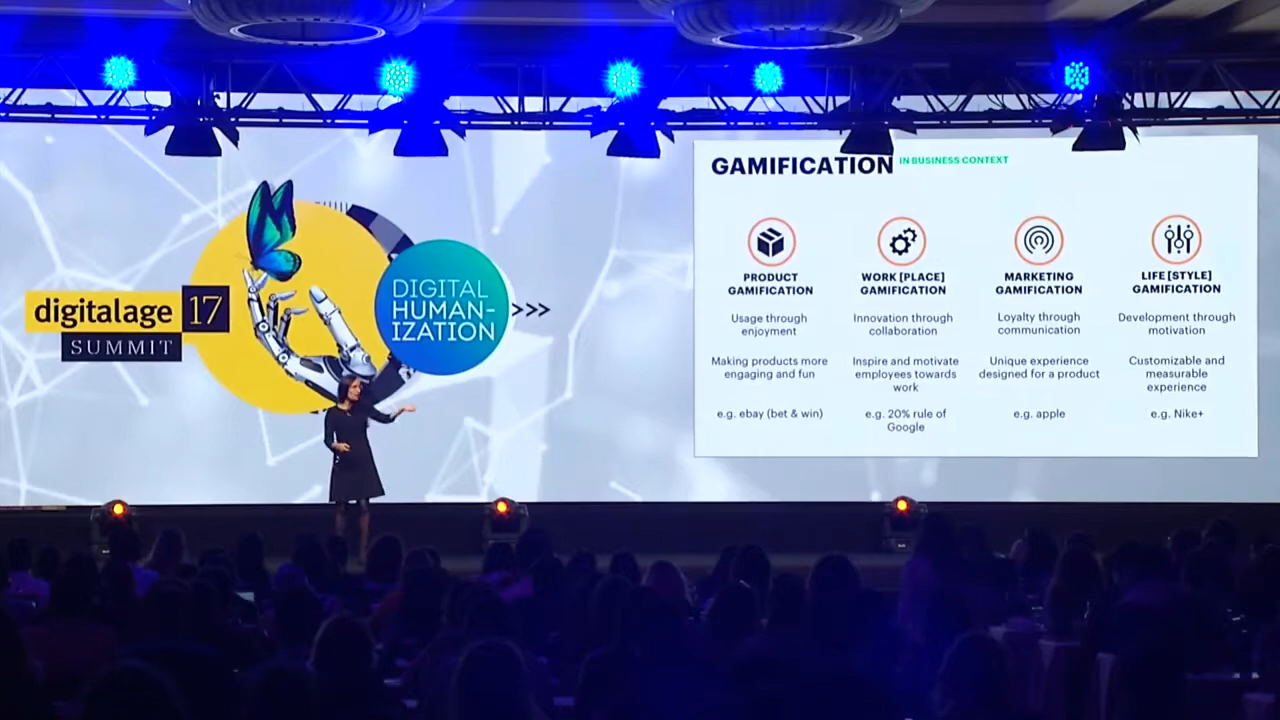 digitalage 17
SUMMIT
DIGITAL
HUMAN-
IZATION
>>>
GAMIFICATION IN BUSINESS CONTEXT
PRODUCT
GAMIFICATION
Usage through
enjoyment
Making products more
engaging and fun
e.g. ebay (bet & win)
WORK [PLACE]
GAMIFICATION
Innovation through
collaboration
Inspire and motivate
employees towards
work
e.g. 20% rule of
Google
MARKETING
GAMIFICATION
Loyalty through
communication
Unique experience
designed for a product
e.g. apple
LIFE [STYLE]
GAMIFICATION
Development through
motivation
Customizable and
measurable
experience
e.g. Nike+